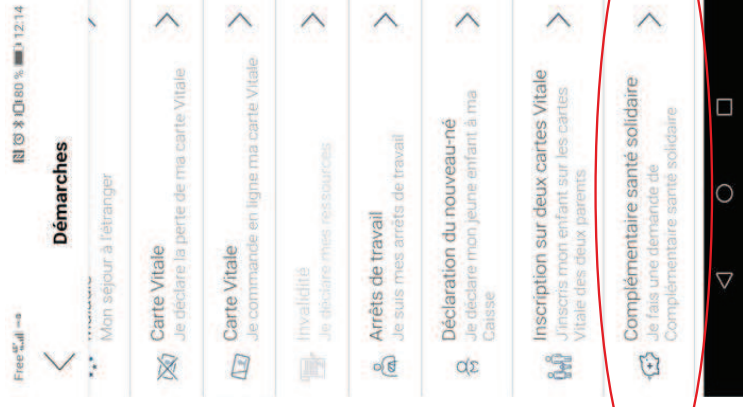 Free 80 % 12:14
Démarches
Mon séjour à l'étranger
Carte Vitale
Je déclare la perte de ma carte Vitale
Carte Vitale
Je commande en ligne ma carte Vitale
Invalidité
Je déclare mes ressources
Arrêts de travail
Je suis mes arrêts de travail
Déclaration du nouveau-né
Je déclare mon jeune enfant à ma
Caisse
Inscription sur deux cartes Vitale
J'inscris mon enfant sur les cartes
Vitale des deux parents
Complémentaire santé solidaire
Je fais une demande de
Complémentaire santé solidaire